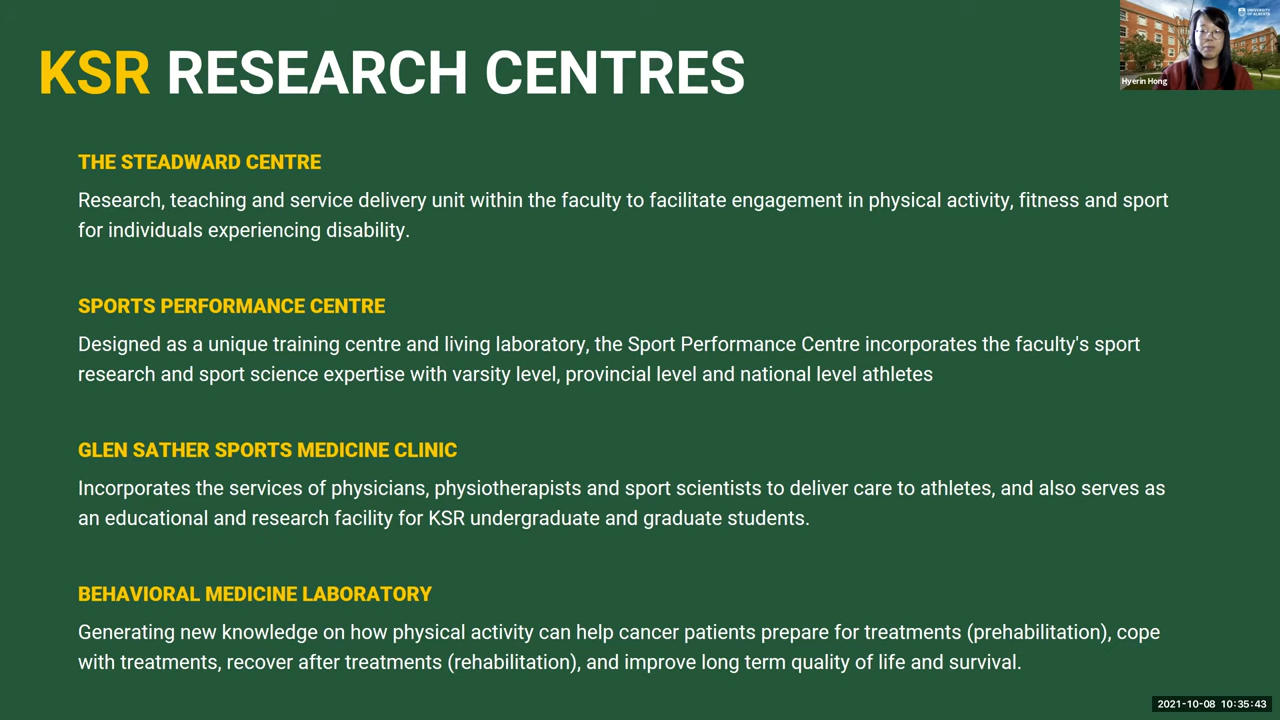 KSR RESEARCH CENTRES
UNIVERSITY
OF ALBERTA
Hyerin Hong
THE STEADWARD CENTRE
Research, teaching and service delivery unit within the faculty to facilitate engagement in physical activity, fitness and sport
for individuals experiencing disability.
SPORTS PERFORMANCE CENTRE
Designed as a unique training centre and living laboratory, the Sport Performance Centre incorporates the faculty's sport
research and sport science expertise with varsity level, provincial level and national level athletes
GLEN SATHER SPORTS MEDICINE CLINIC
Incorporates the services of physicians, physiotherapists and sport scientists to deliver care to athletes, and also serves as
an educational and research facility for KSR undergraduate and graduate students.
BEHAVIORAL MEDICINE LABORATORY
Generating new knowledge on how physical activity can help cancer patients prepare for treatments (prehabilitation), cope
with treatments, recover after treatments (rehabilitation), and improve long term quality of life and survival.
2021-10-08 10:35:43